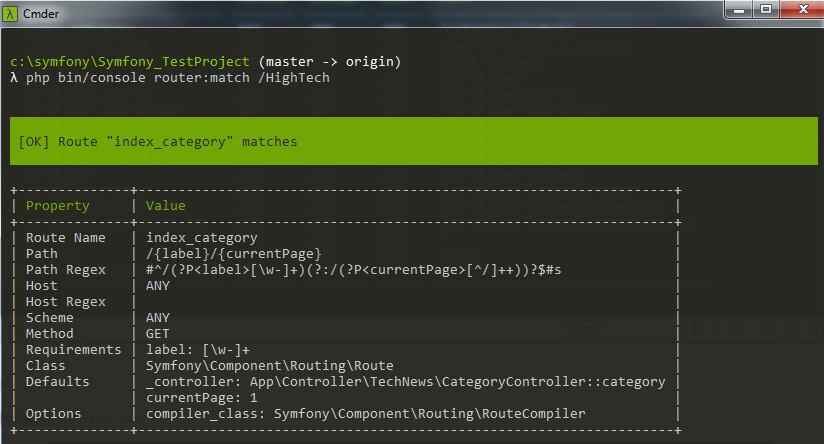 Cmder
c:\symfony\Symfony_TestProject (master -> origin)
λ php bin/console router:match /HighTech
[OK] Route "index_category" matches
+--------------+-------------------------------------------------------------------+
| Property     | Value                                                             |
+--------------+-------------------------------------------------------------------+
| Route Name   | index_category                                                    |
| Path         | /{label}/{currentPage}                                            |
| Path Regex   | #^/(?P<label>[\w-]+)(?:/(?P<currentPage>[^/]++))?$#s              |
| Host         | ANY                                                               |
| Host Regex   |                                                                   |
| Scheme       | ANY                                                               |
| Method       | GET                                                               |
| Requirements | label: [\w-]+                                                     |
| Class        | Symfony\Component\Routing\Route                                   |
| Defaults     | _controller: App\Controller\TechNews\CategoryController::category |
|              | currentPage: 1                                                    |
| Options      | compiler_class: Symfony\Component\Routing\RouteCompiler           |
+--------------+-------------------------------------------------------------------+